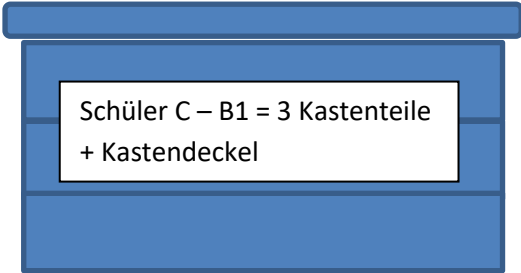 Schüler C – B1 = 3 Kastenteile
+ Kastendeckel